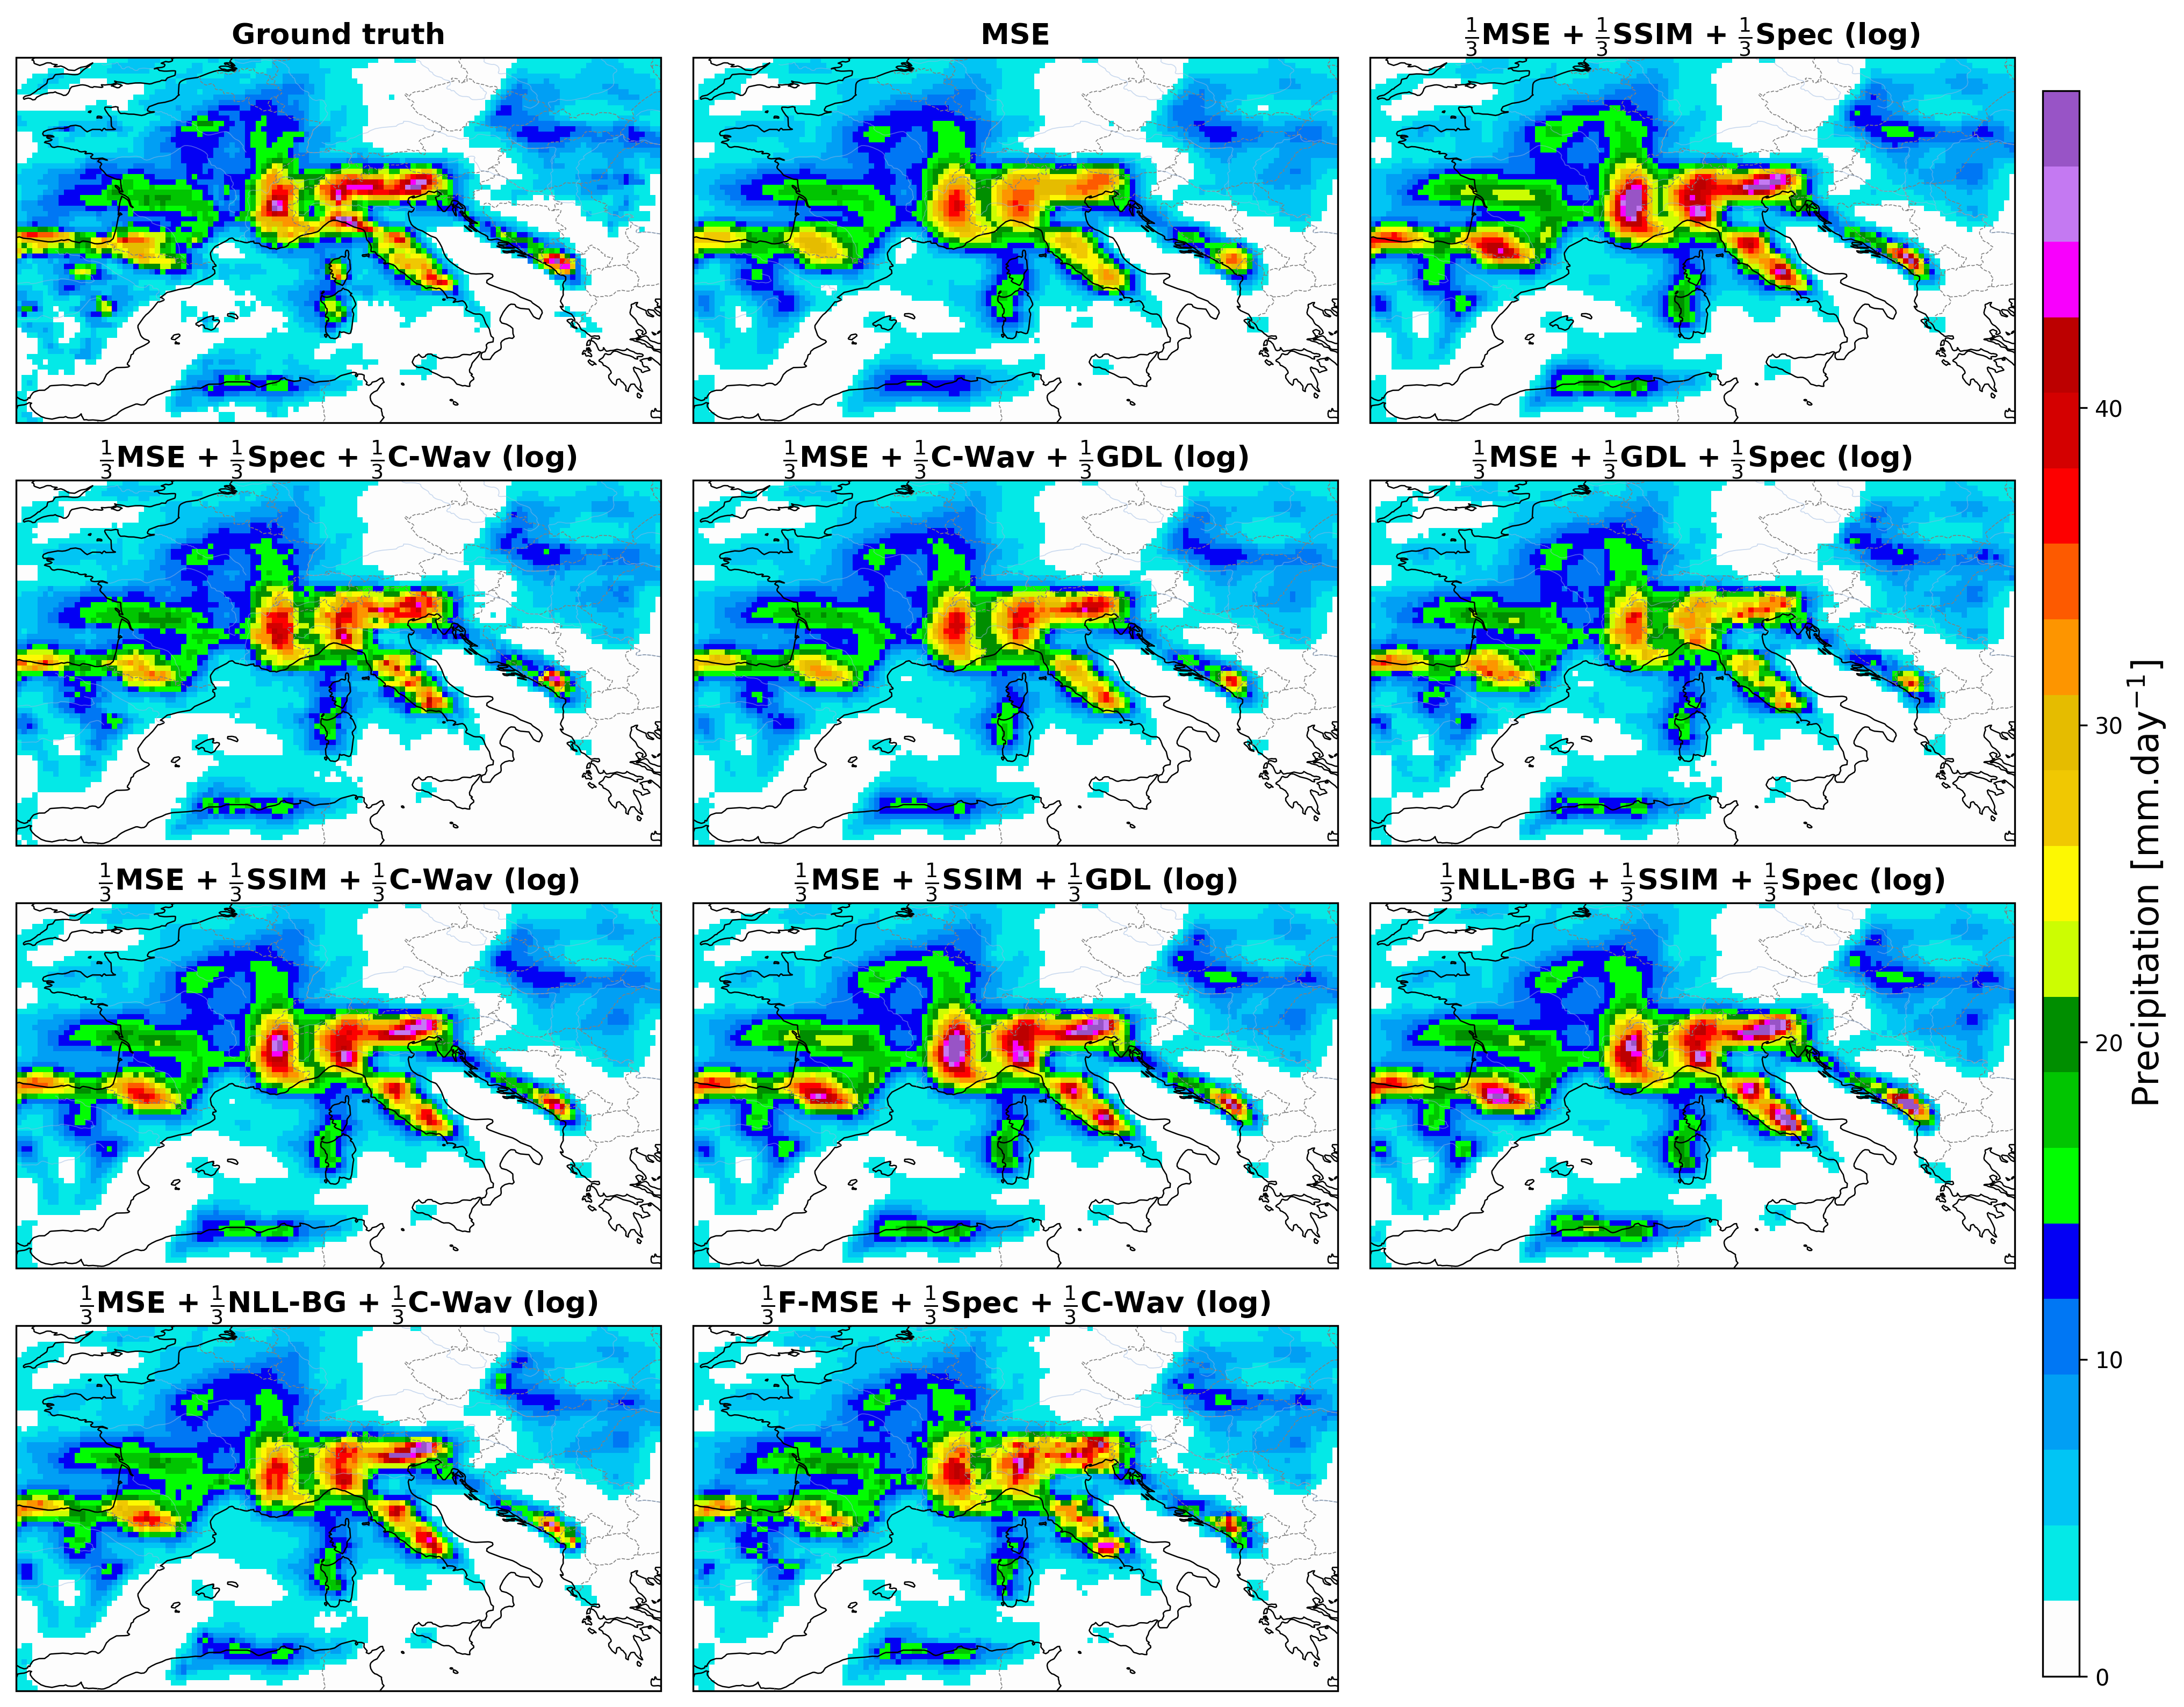 Ground truth
MSE
1/3MSE + 1/3SSIM + 1/3Spec (log)
1/3MSE + 1/3Spec + 1/3C-Wav (log)
1/3MSE + 1/3C-Wav + 1/3GDL (log)
1/3MSE + 1/3GDL + 1/3Spec (log)
1/3MSE + 1/3SSIM + 1/3C-Wav (log)
1/3MSE + 1/3SSIM + 1/3GDL (log)
1/3NLL-BG + 1/3SSIM + 1/3Spec (log)
1/3MSE + 1/3NLL-BG + 1/3C-Wav (log)
1/3F-MSE + 1/3Spec + 1/3C-Wav (log)
40
30
20
10
0
Precipitation [mm.day⁻¹]